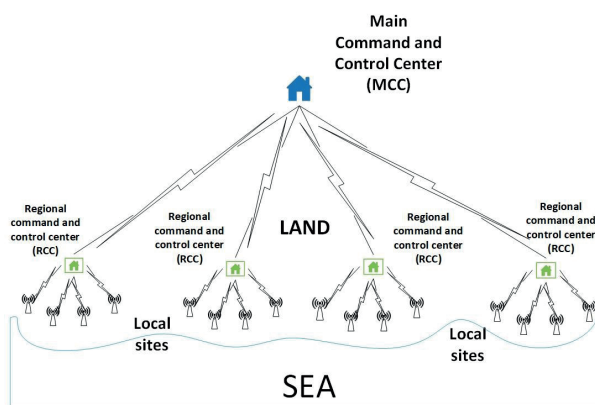 Main
Command and
Control Center
(MCC)
Regional
command and
control center
(RCC)
Regional
command and
control center
(RCC)
LAND
Regional
command and
control center
(RCC)
Regional
command and
control center
(RCC)
Local
sites
Local
sites
SEA